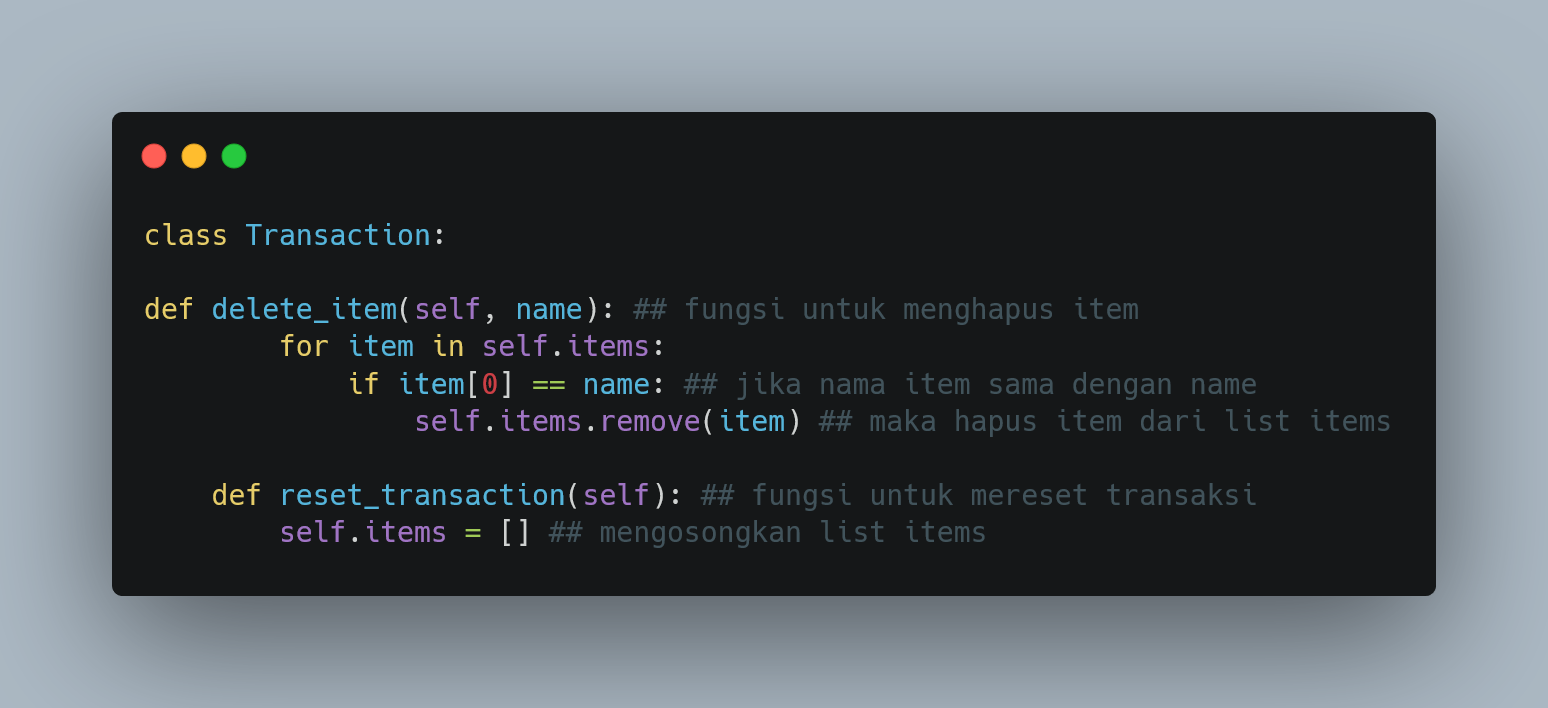 class Transaction:
def delete_item(self, name): ## fungsi untuk menghapus item
        for item in self.items:
            if item[0] == name: ## jika nama item sama dengan name
                self.items.remove(item) ## maka hapus item dari list items
    def reset_transaction(self): ## fungsi untuk mereset transaksi
        self.items = [] ## mengosongkan list items